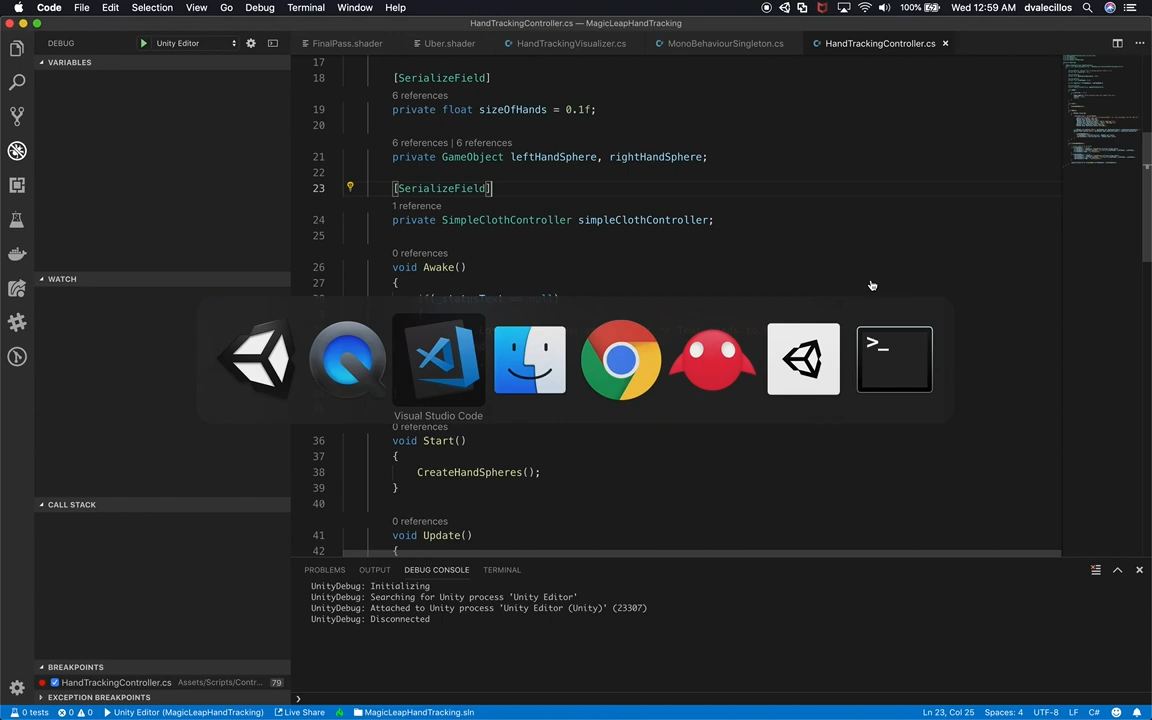 Code File Edit Selection View Go Debug Terminal Window Help 100% Wed 12:59 AM dvalecillos
HandTrackingController.cs — MagicLeapHandTracking
DEBUG Unity Editor
FinalPass.shader Uber.shader HandTrackingVisualizer.cs MonoBehaviourSingleton.cs HandTrackingController.cs
VARIABLES
17
18 [SerializeField]
6 references
19 private float sizeOfHands = 0.1f;
20
6 references | 6 references
21 private GameObject leftHandSphere, rightHandSphere;
22
23 [SerializeField]
1 reference
24 private SimpleClothController simpleClothController;
25
0 references
26 void Awake()
27 {
Visual Studio Code
0 references
36 void Start()
37 {
38 CreateHandSpheres();
39 }
40
0 references
41 void Update()
42 {
WATCH
CALL STACK
PROBLEMS OUTPUT DEBUG CONSOLE TERMINAL
UnityDebug: Initializing
UnityDebug: Searching for Unity process 'Unity Editor'
UnityDebug: Attached to Unity process 'Unity Editor (Unity)' (23307)
UnityDebug: Disconnected
BREAKPOINTS
HandTrackingController.cs Assets/Scripts/Contr... 79
EXCEPTION BREAKPOINTS
0 tests 0 0 Unity Editor (MagicLeapHandTracking) Live Share MagicLeapHandTracking.sln Ln 23, Col 25 Spaces: 4 UTF-8 LF C#